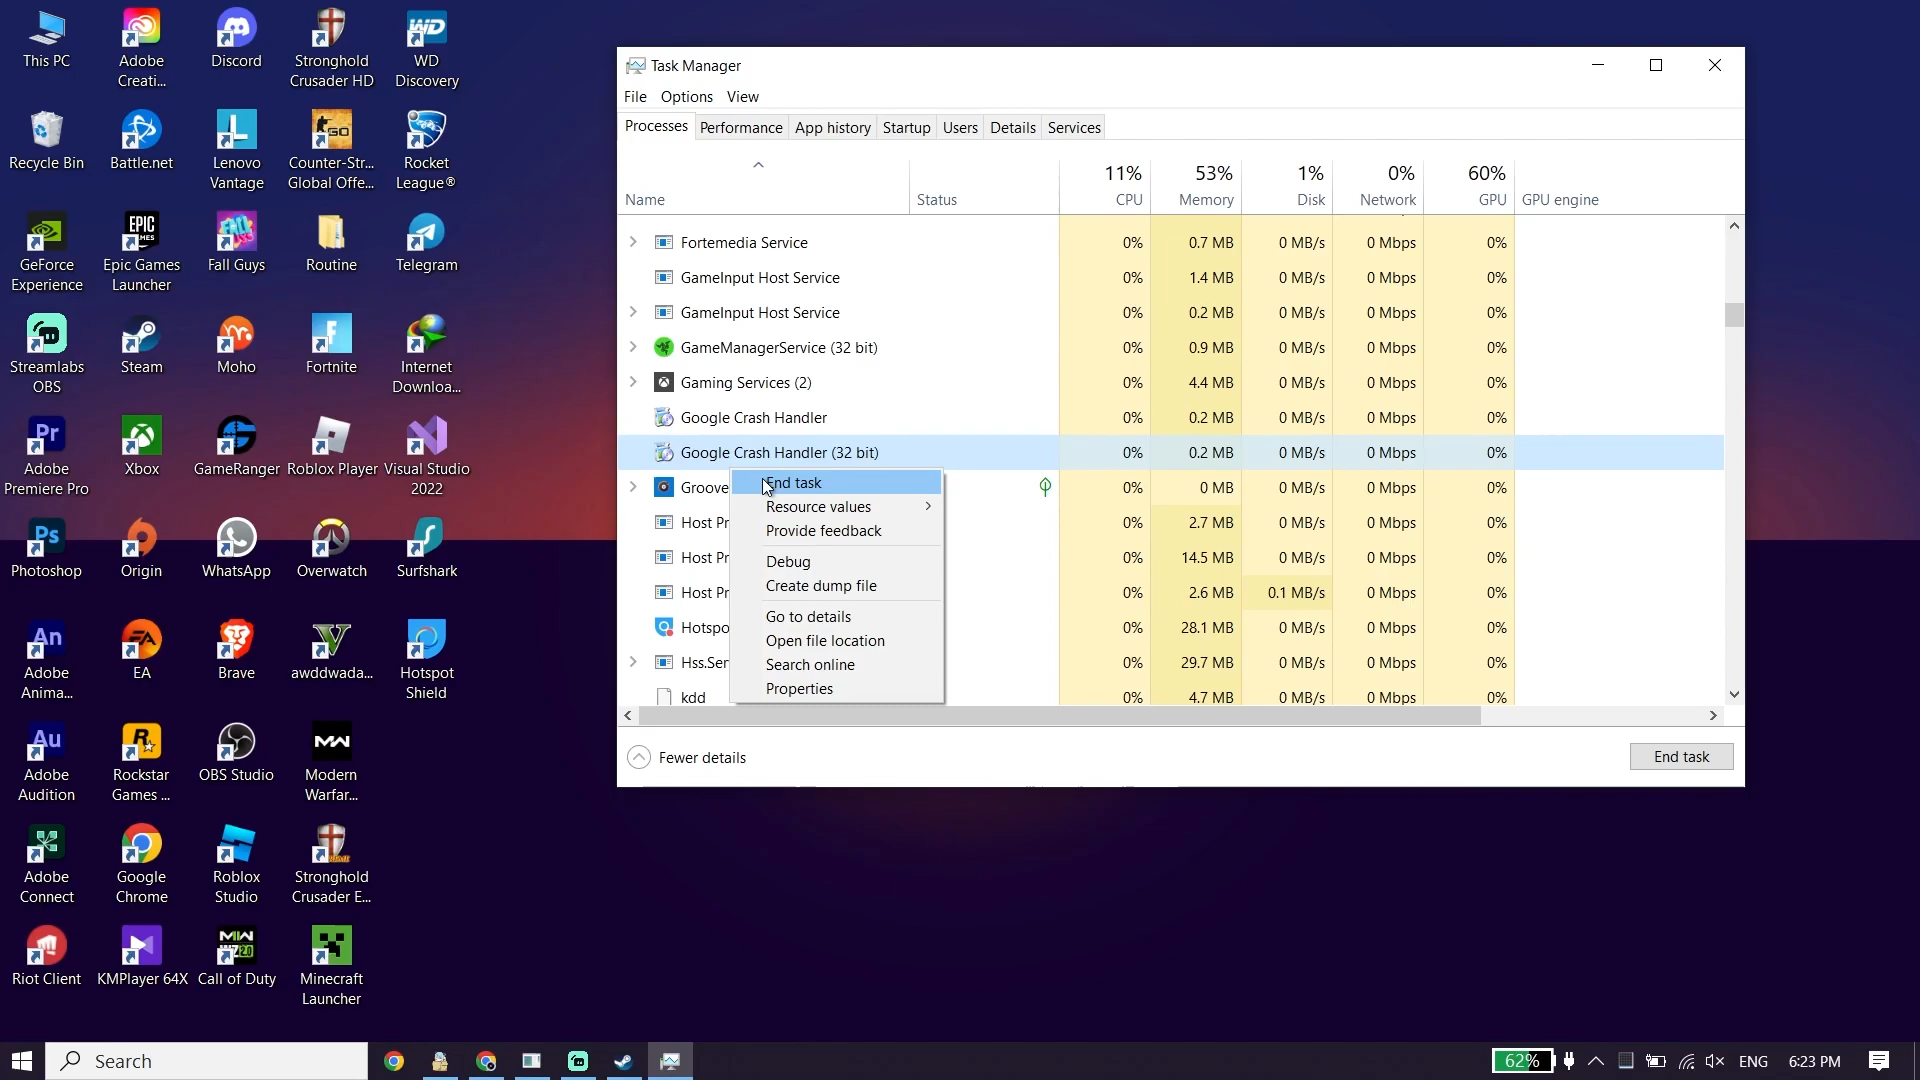 This PC
Adobe
Creati...
Discord
Stronghold
Crusader HD
WD
Discovery
Recycle Bin
Battle.net
Lenovo
Vantage
Counter-Str...
Global Offe...
Rocket
League®
GeForce
Experience
Epic Games
Launcher
Fall Guys
Routine
Telegram
Streamlabs
OBS
Steam
Moho
Fortnite
Internet
Downloa...
Adobe
Premiere Pro
Xbox
GameRanger
Roblox Player
Visual Studio
2022
Photoshop
Origin
WhatsApp
Overwatch
Surfshark
Adobe
Anima...
EA
Brave
awddwada...
Hotspot
Shield
Adobe
Audition
Rockstar
Games ...
OBS Studio
Modern
Warfar...
Adobe
Connect
Google
Chrome
Roblox
Studio
Stronghold
Crusader E...
Riot Client
KMPlayer 64X
Call of Duty
Minecraft
Launcher
Task Manager
File Options View
Processes Performance App history Startup Users Details Services
11% 53% 1% 0% 60%
Name Status CPU Memory Disk Network GPU GPU engine
Fortemedia Service 0% 0.7 MB 0 MB/s 0 Mbps 0%
GameInput Host Service 0% 1.4 MB 0 MB/s 0 Mbps 0%
GameInput Host Service 0% 0.2 MB 0 MB/s 0 Mbps 0%
GameManagerService (32 bit) 0% 0.9 MB 0 MB/s 0 Mbps 0%
Gaming Services (2) 0% 4.4 MB 0 MB/s 0 Mbps 0%
Google Crash Handler 0% 0.2 MB 0 MB/s 0 Mbps 0%
Google Crash Handler (32 bit) 0% 0.2 MB 0 MB/s 0 Mbps 0%
Groove 0% 0 MB 0 MB/s 0 Mbps 0%
Host Pr 0% 2.7 MB 0 MB/s 0 Mbps 0%
Host Pr 0% 14.5 MB 0 MB/s 0 Mbps 0%
Host Pr 0% 2.6 MB 0.1 MB/s 0 Mbps 0%
Hotspo 0% 28.1 MB 0 MB/s 0 Mbps 0%
Hss.Ser 0% 29.7 MB 0 MB/s 0 Mbps 0%
kdd 0% 4.7 MB 0 MB/s 0 Mbps 0%
End task
Resource values
Provide feedback
Debug
Create dump file
Go to details
Open file location
Search online
Properties
Fewer details
End task
Search
62%
ENG
6:23 PM